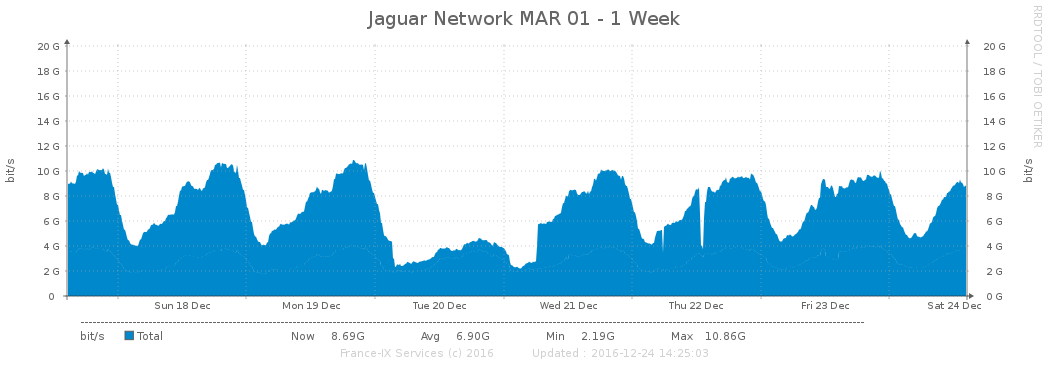 Jaguar Network MAR 01 - 1 Week
RRDTOOL / TOBI OETIKER
bit/s
20 G 20 G
18 G 18 G
16 G 16 G
14 G 14 G
12 G 12 G
10 G 10 G
8 G 8 G
6 G 6 G
4 G 4 G
2 G 2 G
0 0 G
bit/s
Sun 18 Dec Mon 19 Dec Tue 20 Dec Wed 21 Dec Thu 22 Dec Fri 23 Dec Sat 24 Dec
bit/s Total Now 8.69G Avg 6.90G Min 2.19G Max 10.86G
France-IX Services (c) 2016 Updated : 2016-12-24 14:25:03